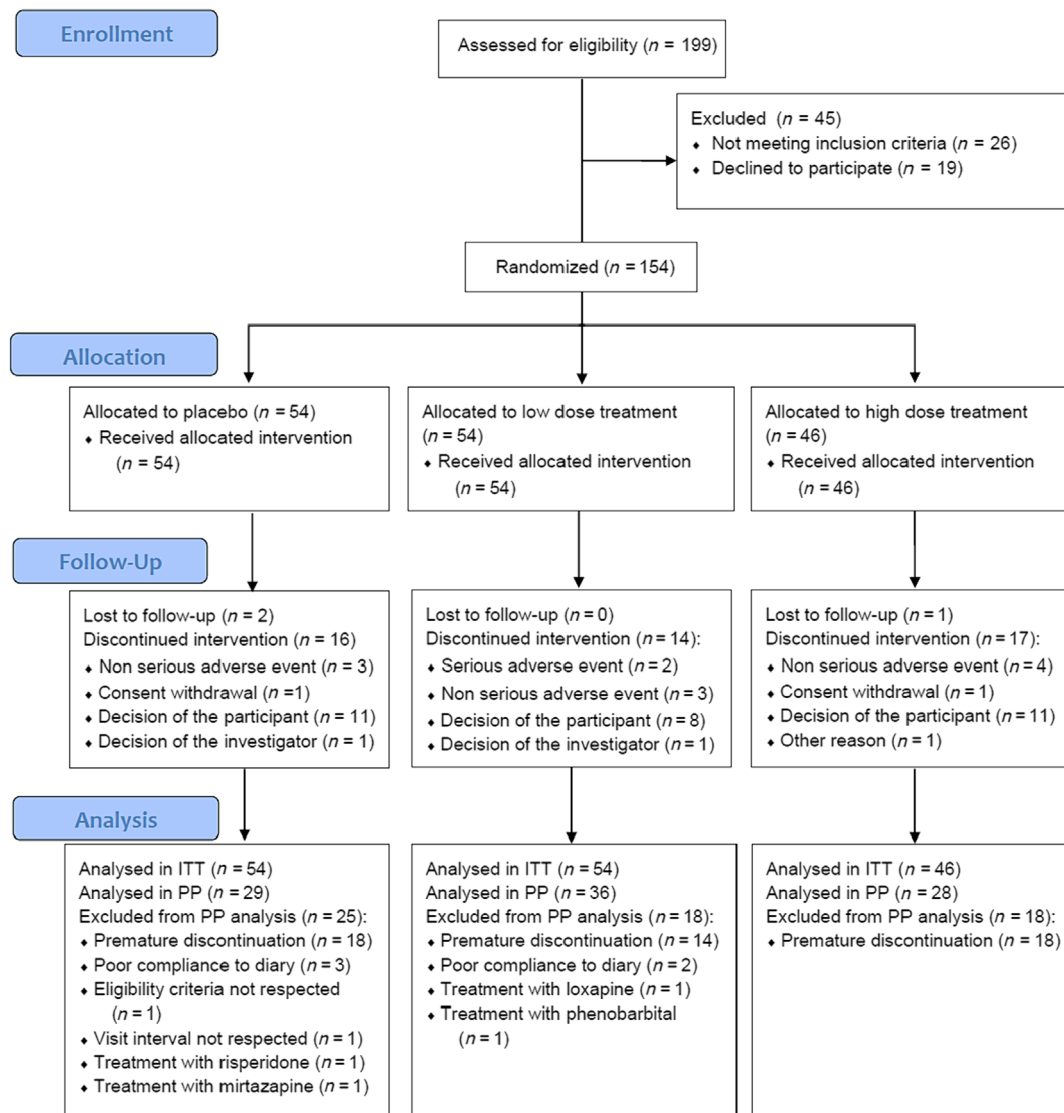 Enrollment
Assessed for eligibility (n = 199)
Excluded (n = 45)
⬩ Not meeting inclusion criteria (n = 26)
⬩ Declined to participate (n = 19)
Randomized (n = 154)
Allocation
Allocated to placebo (n = 54)
⬩ Received allocated intervention
(n = 54)
Allocated to low dose treatment
(n = 54)
⬩ Received allocated intervention
(n = 54)
Allocated to high dose treatment
(n = 46)
⬩ Received allocated intervention
(n = 46)
Follow-Up
Lost to follow-up (n = 2)
Discontinued intervention (n = 16)
⬩ Non serious adverse event (n = 3)
⬩ Consent withdrawal (n =1)
⬩ Decision of the participant (n = 11)
⬩ Decision of the investigator (n = 1)
Lost to follow-up (n = 0)
Discontinued intervention (n = 14):
⬩ Serious adverse event (n = 2)
⬩ Non serious adverse event (n = 3)
⬩ Decision of the participant (n = 8)
⬩ Decision of the investigator (n = 1)
Lost to follow-up (n = 1)
Discontinued intervention (n = 17):
⬩ Non serious adverse event (n = 4)
⬩ Consent withdrawal (n = 1)
⬩ Decision of the participant (n = 11)
⬩ Other reason (n = 1)
Analysis
Analysed in ITT (n = 54)
Analysed in PP (n = 29)
Excluded from PP analysis (n = 25):
⬩ Premature discontinuation (n = 18)
⬩ Poor compliance to diary (n = 3)
⬩ Eligibility criteria not respected
(n = 1)
⬩ Visit interval not respected (n = 1)
⬩ Treatment with risperidone (n = 1)
⬩ Treatment with mirtazapine (n = 1)
Analysed in ITT (n = 54)
Analysed in PP (n = 36)
Excluded from PP analysis (n = 18):
⬩ Premature discontinuation (n = 14)
⬩ Poor compliance to diary (n = 2)
⬩ Treatment with loxapine (n = 1)
⬩ Treatment with phenobarbital
(n = 1)
Analysed in ITT (n = 46)
Analysed in PP (n = 28)
Excluded from PP analysis (n = 18):
⬩ Premature discontinuation (n = 18)